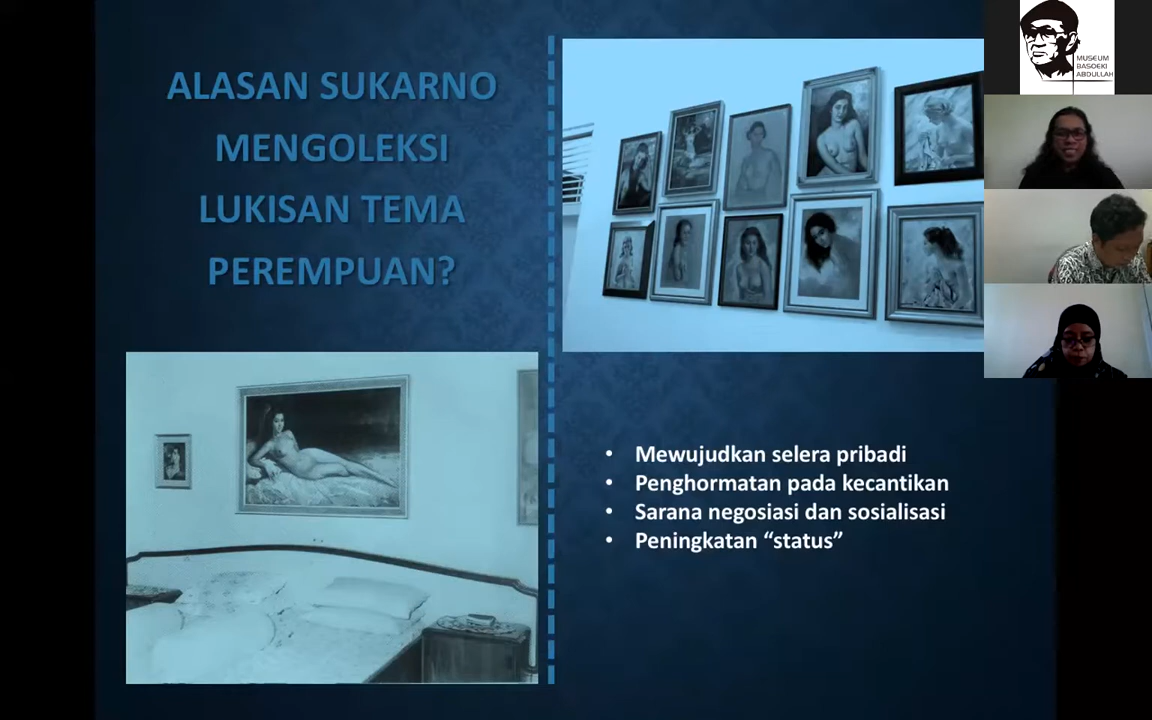 ALASAN SUKARNO
MENGOLEKSI
LUKISAN TEMA
PEREMPUAN?
• Mewujudkan selera pribadi
• Penghormatan pada kecantikan
• Sarana negosiasi dan sosialisasi
• Peningkatan “status”
MUSEUM
BASOEKI
ABDULLAH